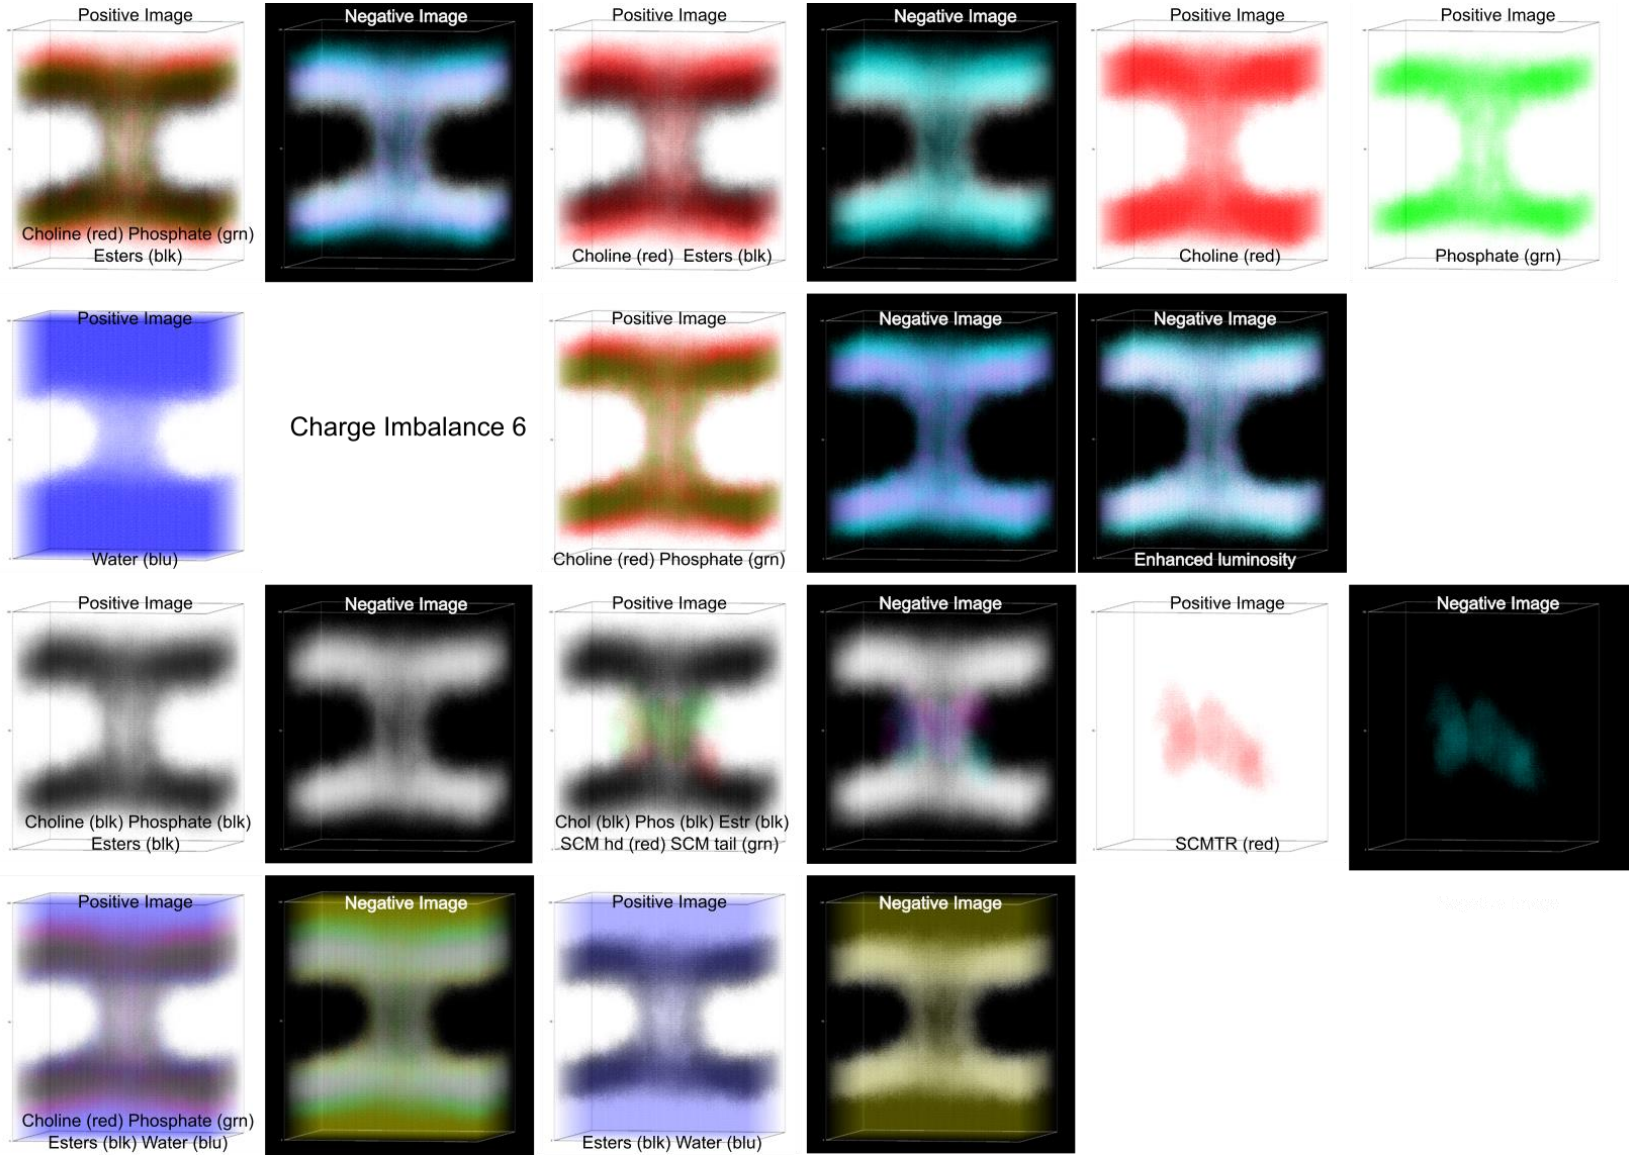 Positive Image
Negative Image
Positive Image
Negative Image
Positive Image
Positive Image
Choline (red) Phosphate (grn)
Esters (blk)
Choline (red) Esters (blk)
Choline (red)
Phosphate (grn)
Positive Image
Positive Image
Negative Image
Negative Image
Charge Imbalance 6
Water (blu)
Choline (red) Phosphate (grn)
Enhanced luminosity
Positive Image
Negative Image
Positive Image
Negative Image
Positive Image
Negative Image
Choline (blk) Phosphate (blk)
Esters (blk)
Chol (blk) Phos (blk) Estr (blk)
SCM hd (red) SCM tail (grn)
SCMTR (red)
Positive Image
Negative Image
Positive Image
Negative Image
Choline (red) Phosphate (grn)
Esters (blk) Water (blu)
Esters (blk) Water (blu)